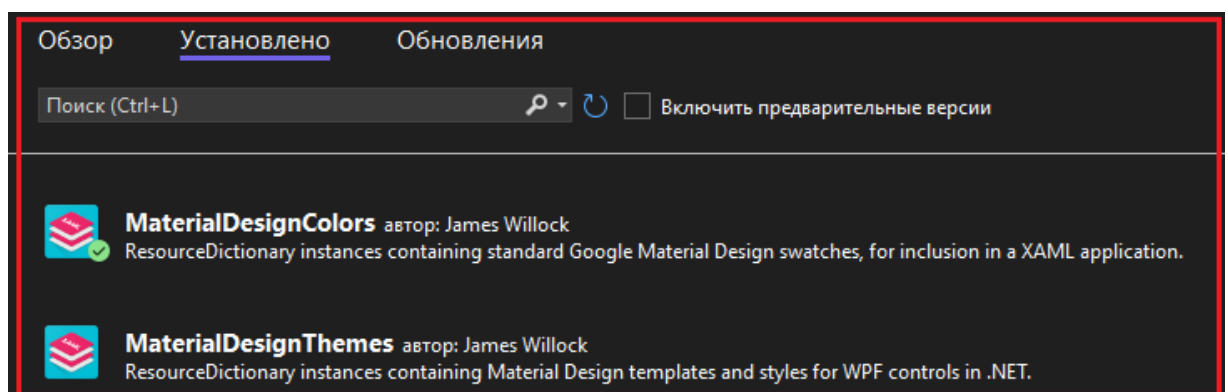 Обзор Установлено Обновления
Поиск (Ctrl+L) Включить предварительные версии
MaterialDesignColors автор: James Willock
ResourceDictionary instances containing standard Google Material Design swatches, for inclusion in a XAML application.
MaterialDesignThemes автор: James Willock
ResourceDictionary instances containing Material Design templates and styles for WPF controls in .NET.